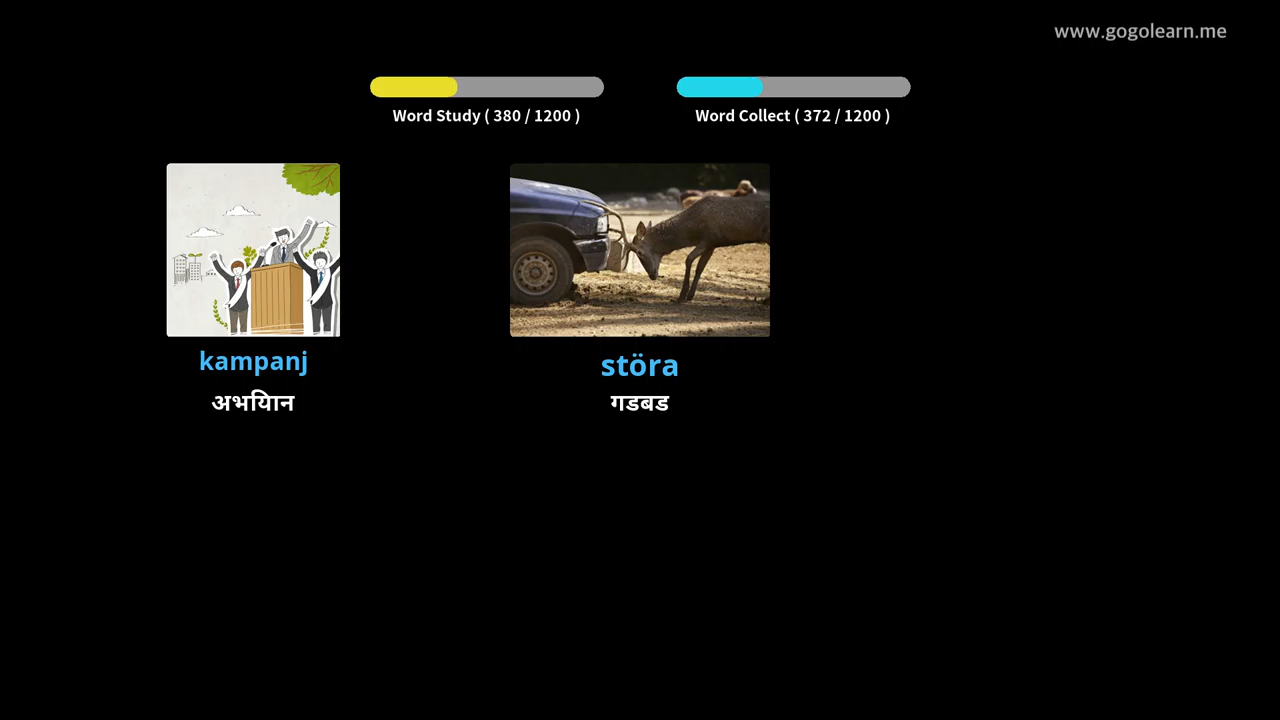 www.gogolearn.me
Word Study ( 380 / 1200 )
Word Collect ( 372 / 1200 )
kampanj
störa
अभियान
गडबड